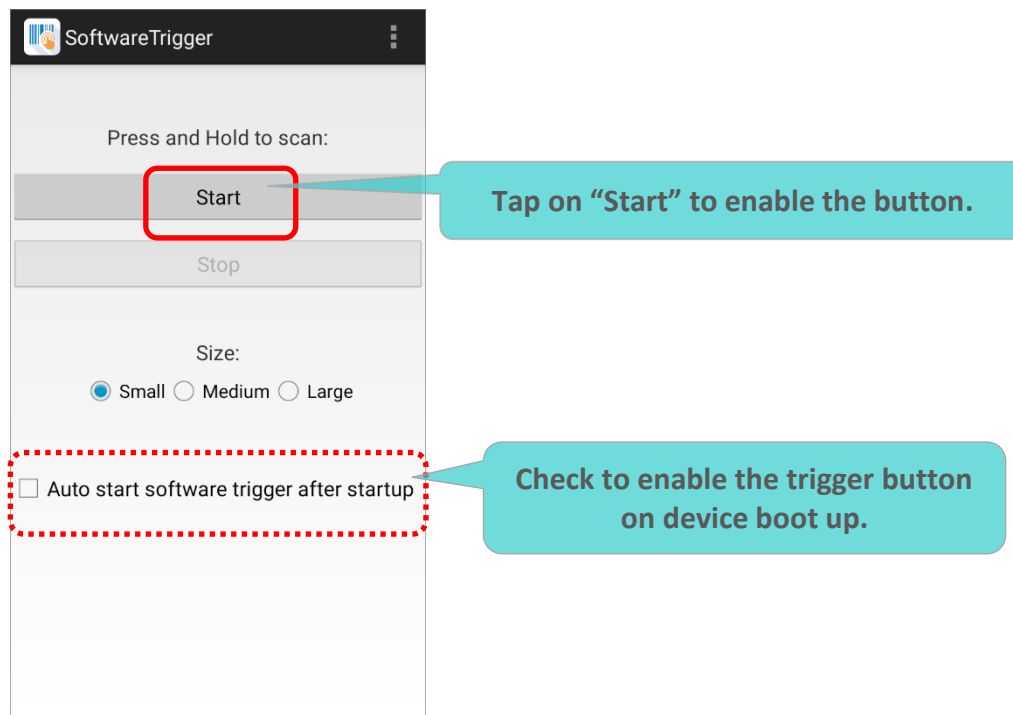 SoftwareTrigger
Press and Hold to scan:
Start
Tap on “Start” to enable the button.
Stop
Size:
Small Medium Large
Auto start software trigger after startup
Check to enable the trigger button
on device boot up.